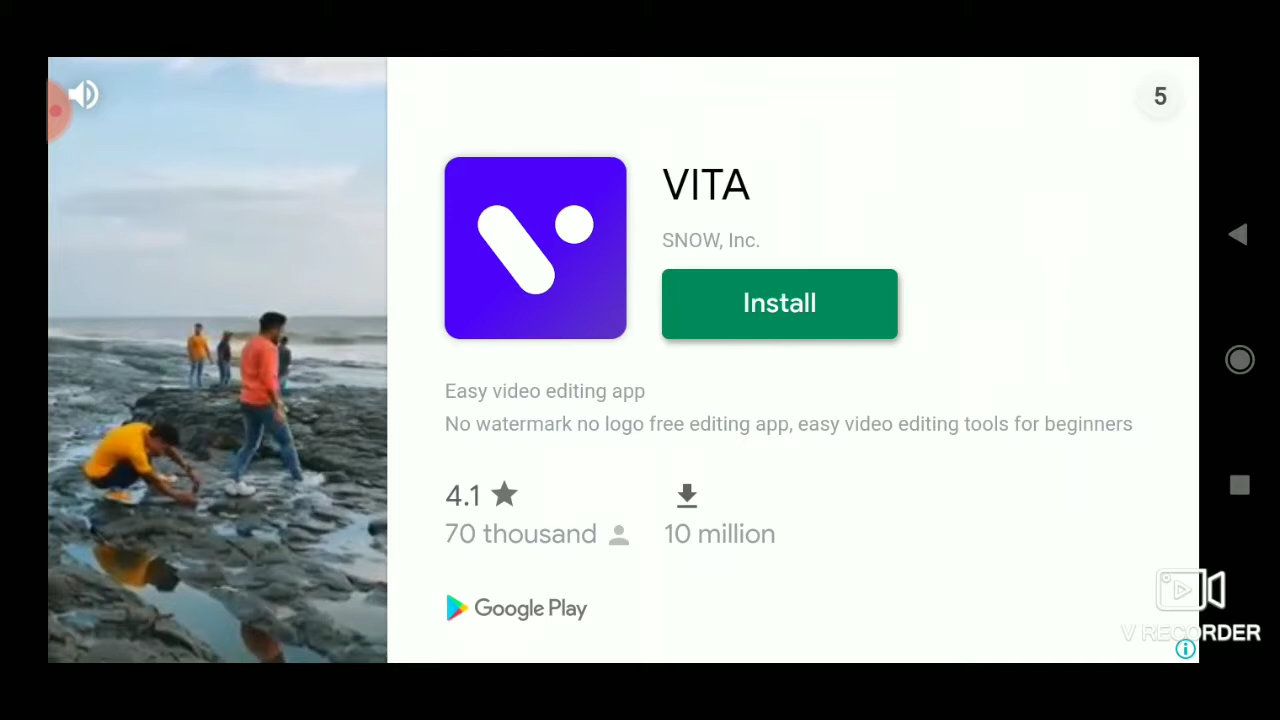 5
VITA
SNOW, Inc.
Install
Easy video editing app
No watermark no logo free editing app, easy video editing tools for beginners
4.1
70 thousand
10 million
Google Play
V RECORDER